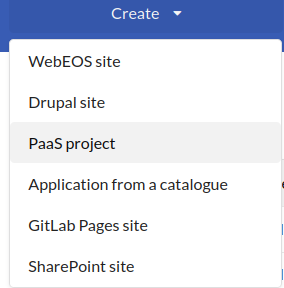 Create
WebEOS site
Drupal site
PaaS project
Application from a catalogue
GitLab Pages site
SharePoint site